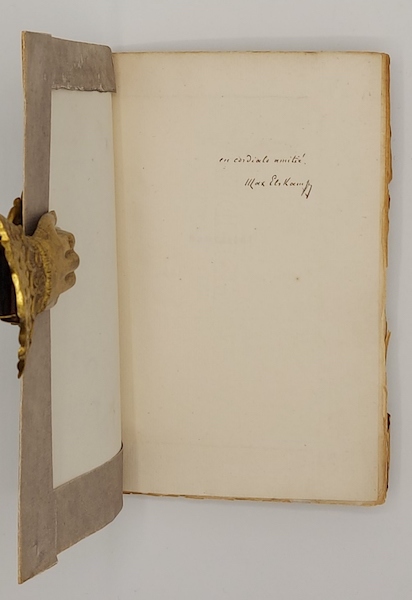 en cordiale amitié.
Max Elskamp